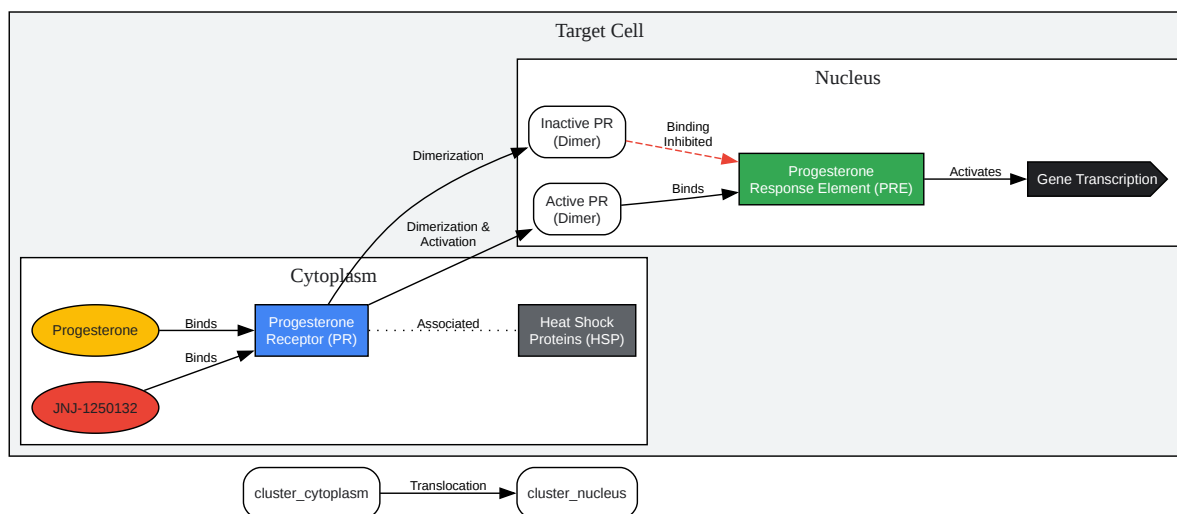 Target Cell
Nucleus
Inactive PR
(Dimer)
Binding
Inhibited
Dimerization
Progesterone
Response Element (PRE)
Activates
Gene Transcription
Active PR
(Dimer)
Binds
Dimerization &
Activation
Cytoplasm
Progesterone
Binds
Progesterone
Receptor (PR)
Associated
Heat Shock
Proteins (HSP)
Binds
JNJ-1250132
cluster_cytoplasm
Translocation
cluster_nucleus